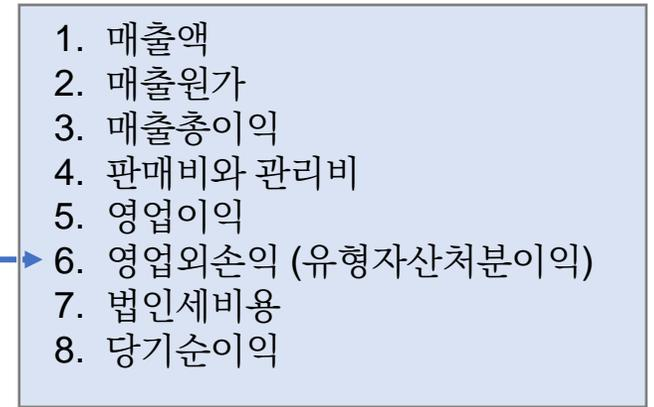 1. 매출액
2. 매출원가
3. 매출총이익
4. 판매비와 관리비
5. 영업이익
6. 영업외손익 (유형자산처분이익)
7. 법인세비용
8. 당기순이익